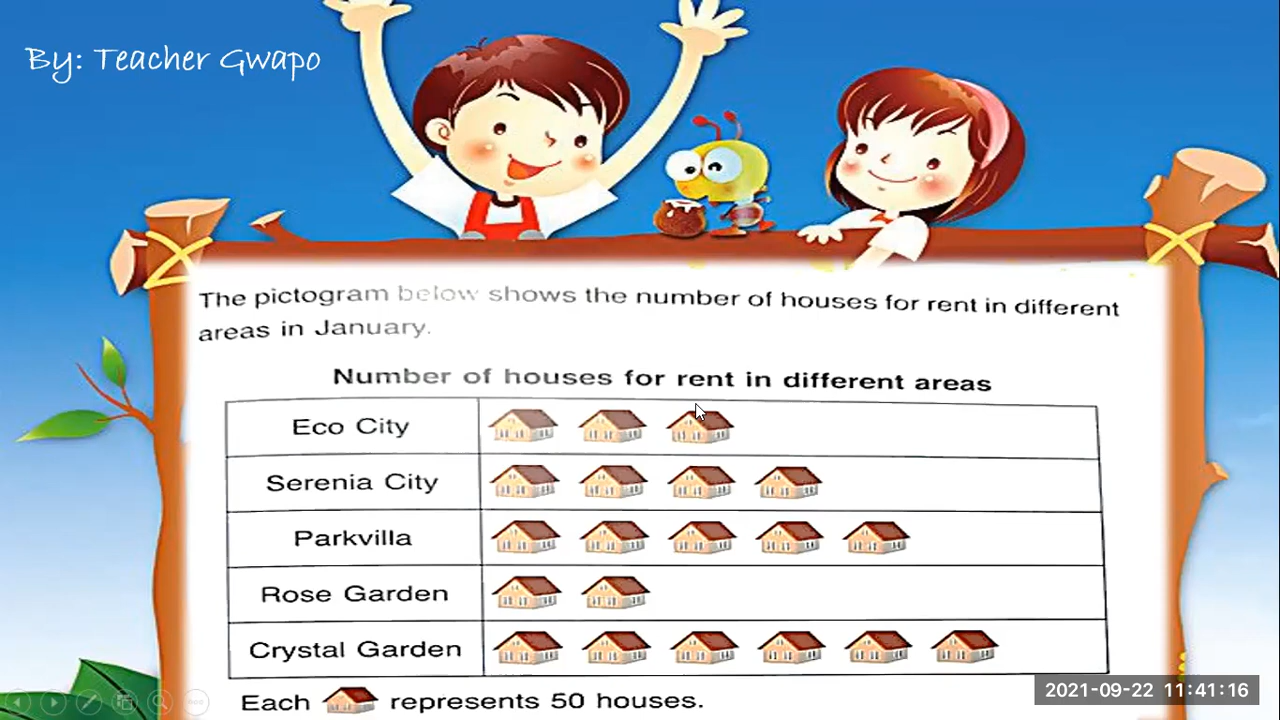 By: Teacher Gwapo
The pictogram below shows the number of houses for rent in different
areas in January.
Number of houses for rent in different areas
Eco City
Serenia City
Parkvilla
Rose Garden
Crystal Garden
Each represents 50 houses.
2021-09-22 11:41:16